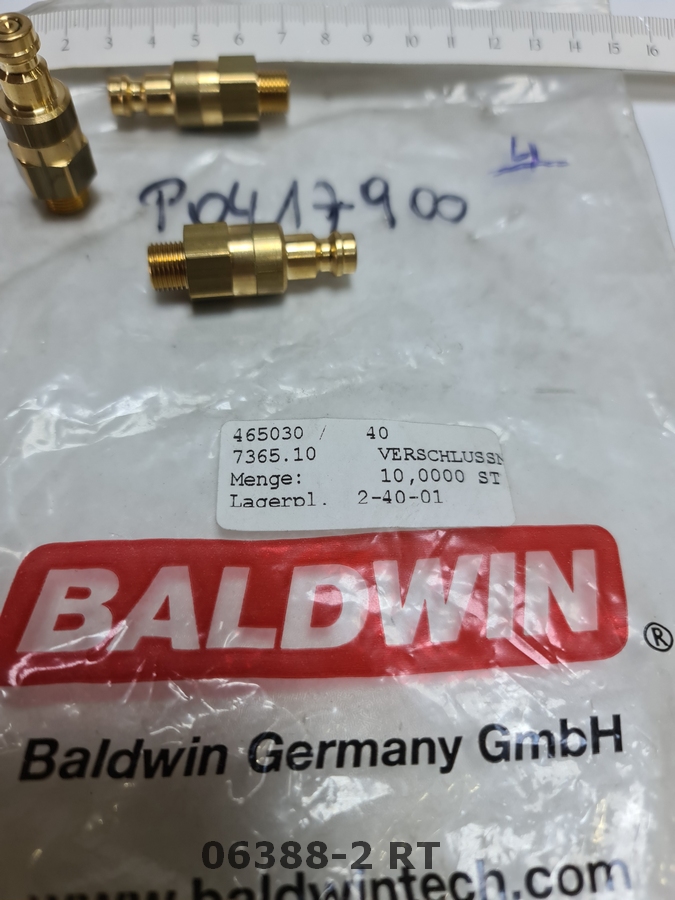 2 3 4 5 6 7 8 9 10 11 12 13 14 15 16
4
P0417900
465030 / 40
7365.10 VERSCHLUSSN
Menge: 10,0000 ST
Lagerpl. 2-40-01
BALDWIN ®
Baldwin Germany GmbH
06388-2 RT
www.baldwintech.com